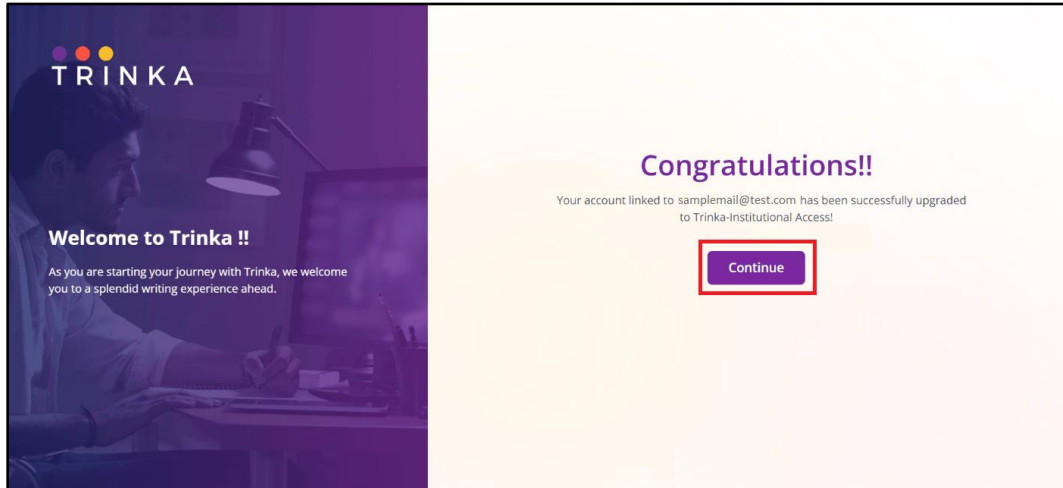 TRINKA
Welcome to Trinka !!
As you are starting your journey with Trinka, we welcome
you to a splendid writing experience ahead.
Congratulations!!
Your account linked to samplemail@test.com has been successfully upgraded
to Trinka-Institutional Access!
Continue